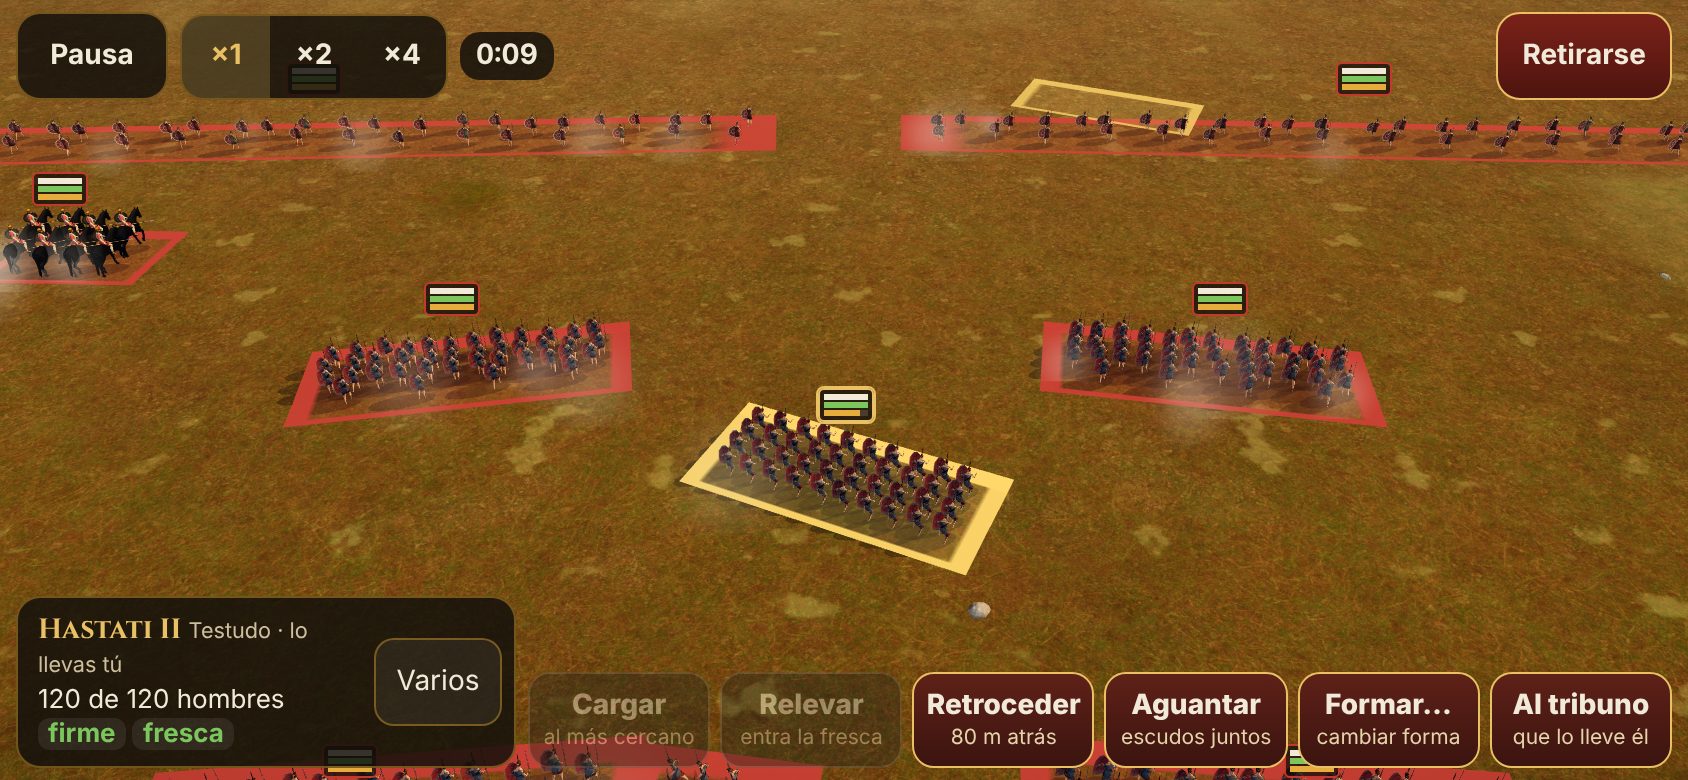 Pausa
×1 ×2 ×4
0:09
Retirarse
HASTATI II Testudo · lo
llevas tú
120 de 120 hombres
firme fresca
Varios
Cargar
al más cercano
Relevar
entra la fresca
Retroceder
80 m atrás
Aguantar
escudos juntos
Formar...
cambiar forma
Al tribuno
que lo lleve él